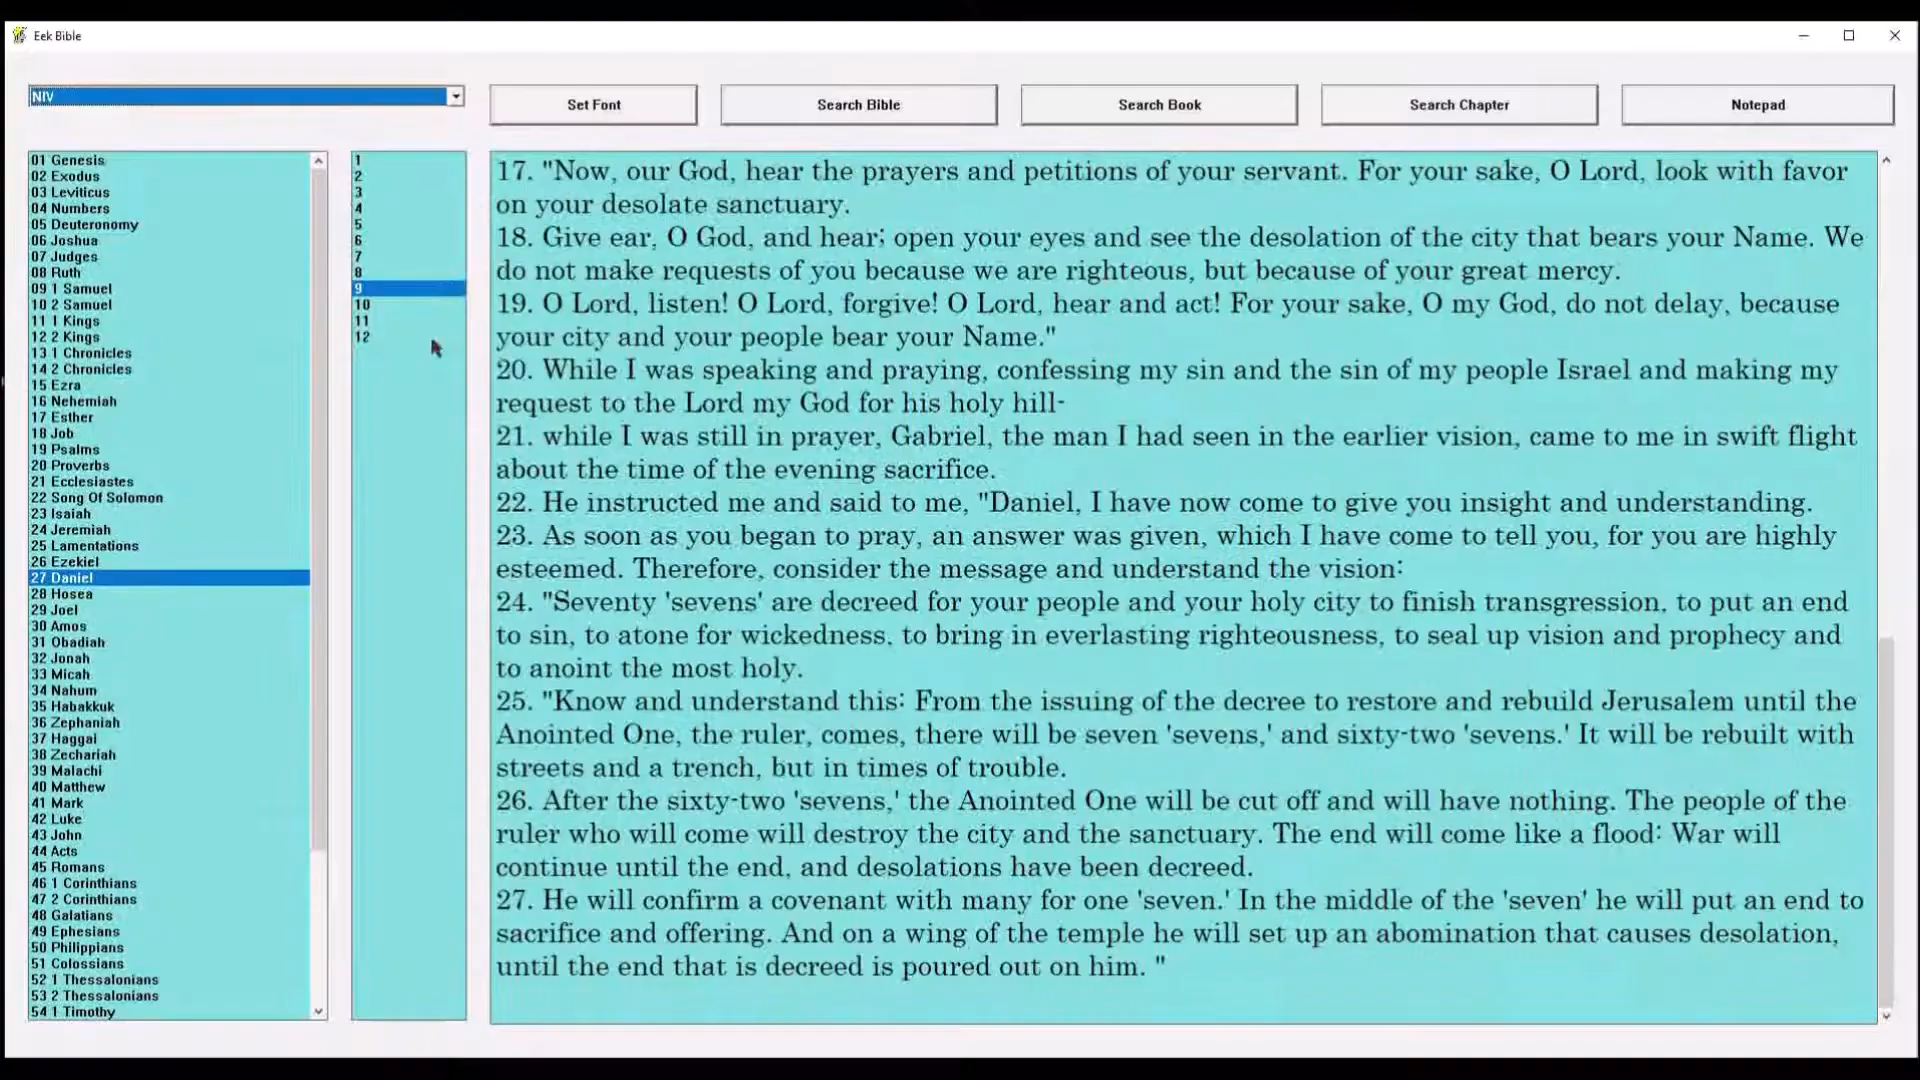 Eek Bible
NIV
Set Font
Search Bible
Search Book
Search Chapter
Notepad
01 Genesis
02 Exodus
03 Leviticus
04 Numbers
05 Deuteronomy
06 Joshua
07 Judges
08 Ruth
09 1 Samuel
10 2 Samuel
11 1 Kings
12 2 Kings
13 1 Chronicles
14 2 Chronicles
15 Ezra
16 Nehemiah
17 Esther
18 Job
19 Psalms
20 Proverbs
21 Ecclesiastes
22 Song Of Solomon
23 Isaiah
24 Jeremiah
25 Lamentations
26 Ezekiel
27 Daniel
28 Hosea
29 Joel
30 Amos
31 Obadiah
32 Jonah
33 Micah
34 Nahum
35 Habakkuk
36 Zephaniah
37 Haggai
38 Zechariah
39 Malachi
40 Matthew
41 Mark
42 Luke
43 John
44 Acts
45 Romans
46 1 Corinthians
47 2 Corinthians
48 Galatians
49 Ephesians
50 Philippians
51 Colossians
52 1 Thessalonians
53 2 Thessalonians
54 1 Timothy
1
2
3
4
5
6
7
8
9
10
11
12
17. "Now, our God, hear the prayers and petitions of your servant. For your sake, O Lord, look with favor
on your desolate sanctuary.
18. Give ear, O God, and hear; open your eyes and see the desolation of the city that bears your Name. We
do not make requests of you because we are righteous, but because of your great mercy.
19. O Lord, listen! O Lord, forgive! O Lord, hear and act! For your sake, O my God, do not delay, because
your city and your people bear your Name."
20. While I was speaking and praying, confessing my sin and the sin of my people Israel and making my
request to the Lord my God for his holy hill-
21. while I was still in prayer, Gabriel, the man I had seen in the earlier vision, came to me in swift flight
about the time of the evening sacrifice.
22. He instructed me and said to me, "Daniel, I have now come to give you insight and understanding.
23. As soon as you began to pray, an answer was given, which I have come to tell you, for you are highly
esteemed. Therefore, consider the message and understand the vision:
24. "Seventy 'sevens' are decreed for your people and your holy city to finish transgression, to put an end
to sin, to atone for wickedness, to bring in everlasting righteousness, to seal up vision and prophecy and
to anoint the most holy.
25. "Know and understand this: From the issuing of the decree to restore and rebuild Jerusalem until the
Anointed One, the ruler, comes, there will be seven 'sevens,' and sixty-two 'sevens.' It will be rebuilt with
streets and a trench, but in times of trouble.
26. After the sixty-two 'sevens,' the Anointed One will be cut off and will have nothing. The people of the
ruler who will come will destroy the city and the sanctuary. The end will come like a flood: War will
continue until the end, and desolations have been decreed.
27. He will confirm a covenant with many for one 'seven.' In the middle of the 'seven' he will put an end to
sacrifice and offering. And on a wing of the temple he will set up an abomination that causes desolation,
until the end that is decreed is poured out on him. "